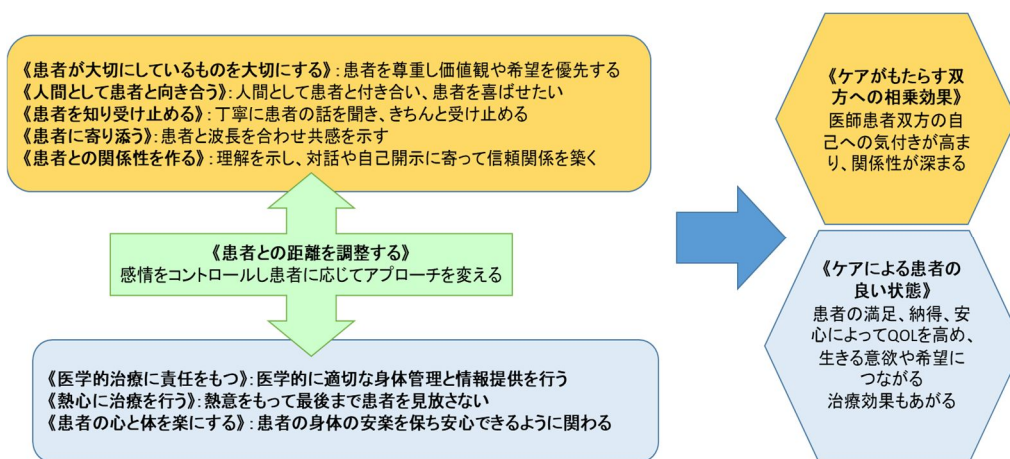 《患者が大切にしているものを大切にする》：患者を尊重し価値観や希望を優先する
《人間として患者と向き合う》：人間として患者と付き合い、患者を喜ばせたい
《患者を知り受け止める》：丁寧に患者の話を聞き、きちんと受け止める
《患者に寄り添う》：患者と波長を合わせ共感を示す
《患者との関係性を作る》：理解を示し、対話や自己開示に寄って信頼関係を築く
《患者との距離を調整する》
感情をコントロールし患者に応じてアプローチを変える
《医学的治療に責任をもつ》：医学的に適切な身体管理と情報提供を行う
《熱心に治療を行う》：熱意をもって最後まで患者を見放さない
《患者の心と体を楽にする》：患者の身体の安楽を保ち安心できるように関わる
《ケアがもたらす双
方への相乗効果》
医師患者双方の自
己への気付きが高ま
り、関係性が深まる
《ケアによる患者の
良い状態》
患者の満足、納得、安
心によってQOLを高め、
生きる意欲や希望に
つながる
治療効果もあがる